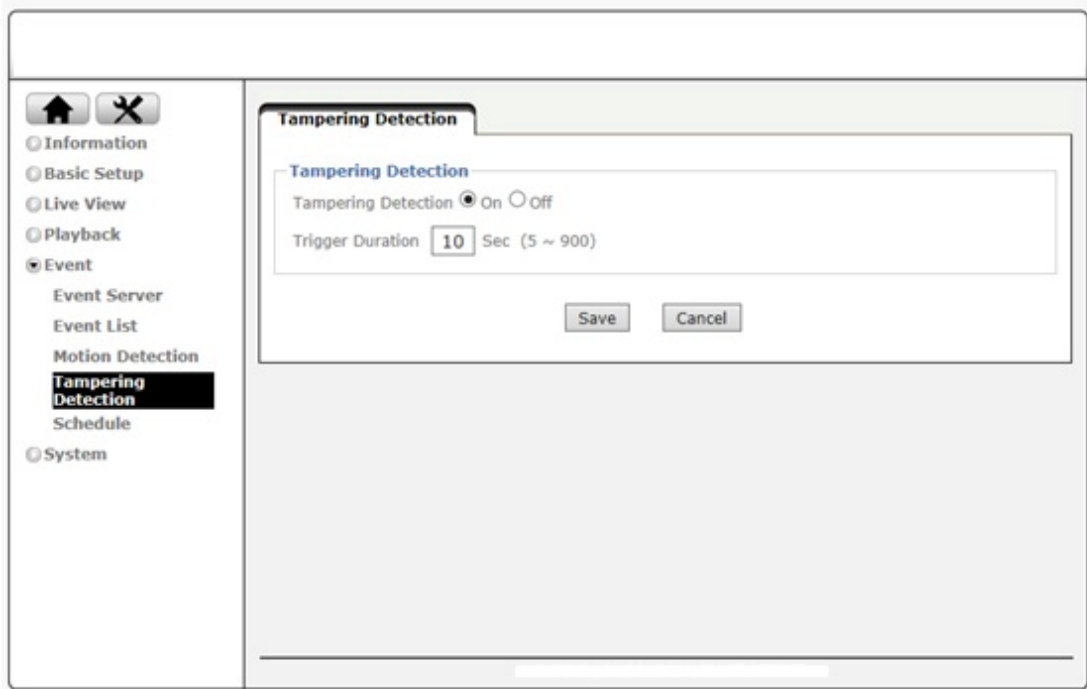 Information
Basic Setup
Live View
Playback
Event
Event Server
Event List
Motion Detection
Tampering
Detection
Schedule
System
Tampering Detection
Tampering Detection
Tampering Detection On Off
Trigger Duration 10 Sec (5 ~ 900)
Save Cancel